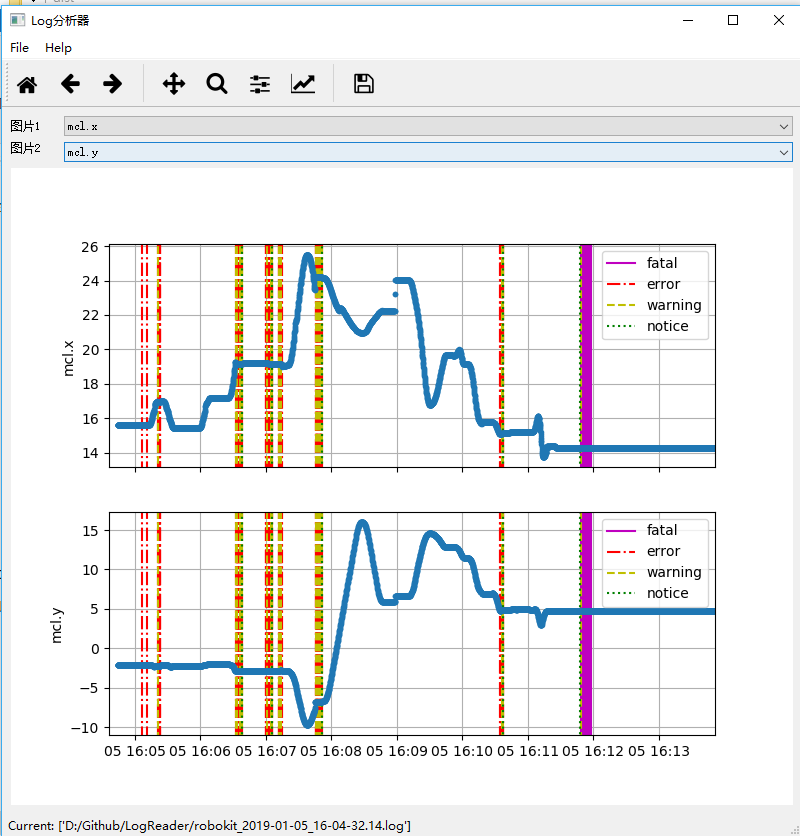 Log分析器
File Help
图片1 mcl.x
图片2 mcl.y
26
24
22
20
18
16
14
mcl.x
fatal
error
warning
notice
15
10
5
0
−5
−10
mcl.y
fatal
error
warning
notice
05 16:05 05 16:06 05 16:07 05 16:08 05 16:09 05 16:10 05 16:11 05 16:12 05 16:13
Current: ['D:/Github/LogReader/robokit_2019-01-05_16-04-32.14.log']